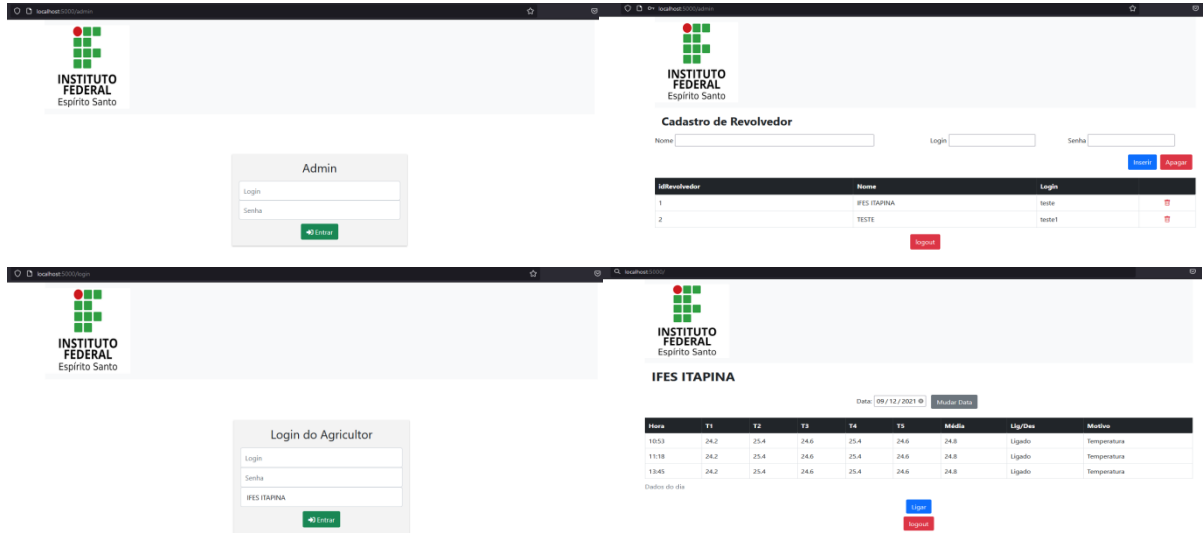 localhost:5000/admin
INSTITUTO
FEDERAL
Espírito Santo
Admin
Login
Senha
Entrar
localhost:5000/admin
INSTITUTO
FEDERAL
Espírito Santo
Cadastro de Revolvedor
Nome Login Senha
Inserir Apagar
idRevolvedor Nome Login
1 IFES ITAPINA teste
2 TESTE teste1
logout
localhost:5000/login
INSTITUTO
FEDERAL
Espírito Santo
Login do Agricultor
Login
Senha
IFES ITAPINA
Entrar
localhost:5000/
INSTITUTO
FEDERAL
Espírito Santo
IFES ITAPINA
Data: 09/12/2021 Mudar Data
Hora T1 T2 T3 T4 T5 Média Lig/Des Motivo
10:53 24.2 25.4 24.6 25.4 24.6 24.8 Ligado Temperatura
11:18 24.2 25.4 24.6 25.4 24.6 24.8 Ligado Temperatura
13:45 24.2 25.4 24.6 25.4 24.6 24.8 Ligado Temperatura
Dados do dia
Ligar
logout